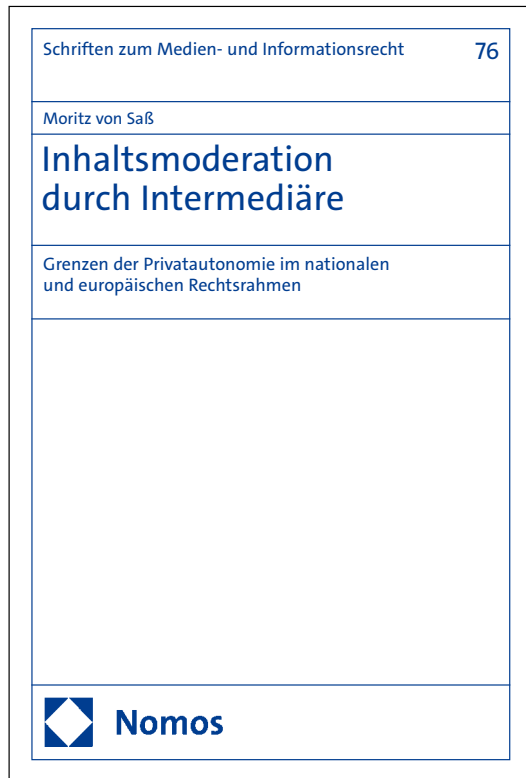 Schriften zum Medien- und Informationsrecht 76
Moritz von Saß
Inhaltsmoderation
durch Intermediäre
Grenzen der Privatautonomie im nationalen
und europäischen Rechtsrahmen
Nomos